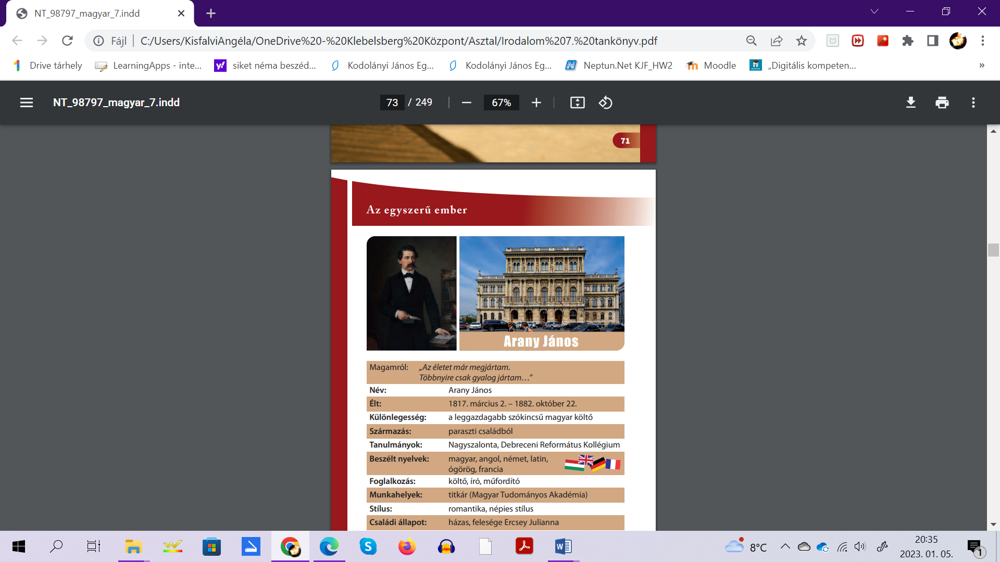 NT_98797_magyar_7.indd
Fájl
C:/Users/KisfalviAngéla/OneDrive%20-%20Klebelsberg%20Központ/Asztal/Irodalom%207.%20tankönyv.pdf
Drive tárhely
LearningApps - inte...
siket néma beszéd...
Kodolányi János Eg...
Kodolányi János Eg...
Neptun.Net KJF_HW2
Moodle
„Digitális kompeten...
»
NT_98797_magyar_7.indd
73 / 249
67%
71
Az egyszerű ember
Arany János
Magamról: „Az életet már megjártam.
Többnyire csak gyalog jártam…”
Név: Arany János
Élt: 1817. március 2. – 1882. október 22.
Különlegesség: a leggazdagabb szókincsű magyar költő
Származás: paraszti családból
Tanulmányok: Nagyszalonta, Debreceni Református Kollégium
Beszélt nyelvek: magyar, angol, német, latin,
ógörög, francia
Foglalkozás: költő, író, műfordító
Munkahelyek: titkár (Magyar Tudományos Akadémia)
Stílus: romantika, népies stílus
Családi állapot: házas, felesége Ercsey Julianna
8°C
20:35
2023. 01. 05.
1